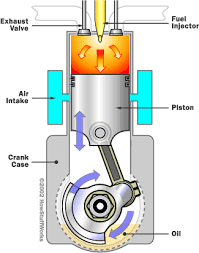 Exhaust
Valve
Fuel
Injector
Air
Intake
Piston
Crank
Case
©2002 HowStuffWorks
Oil